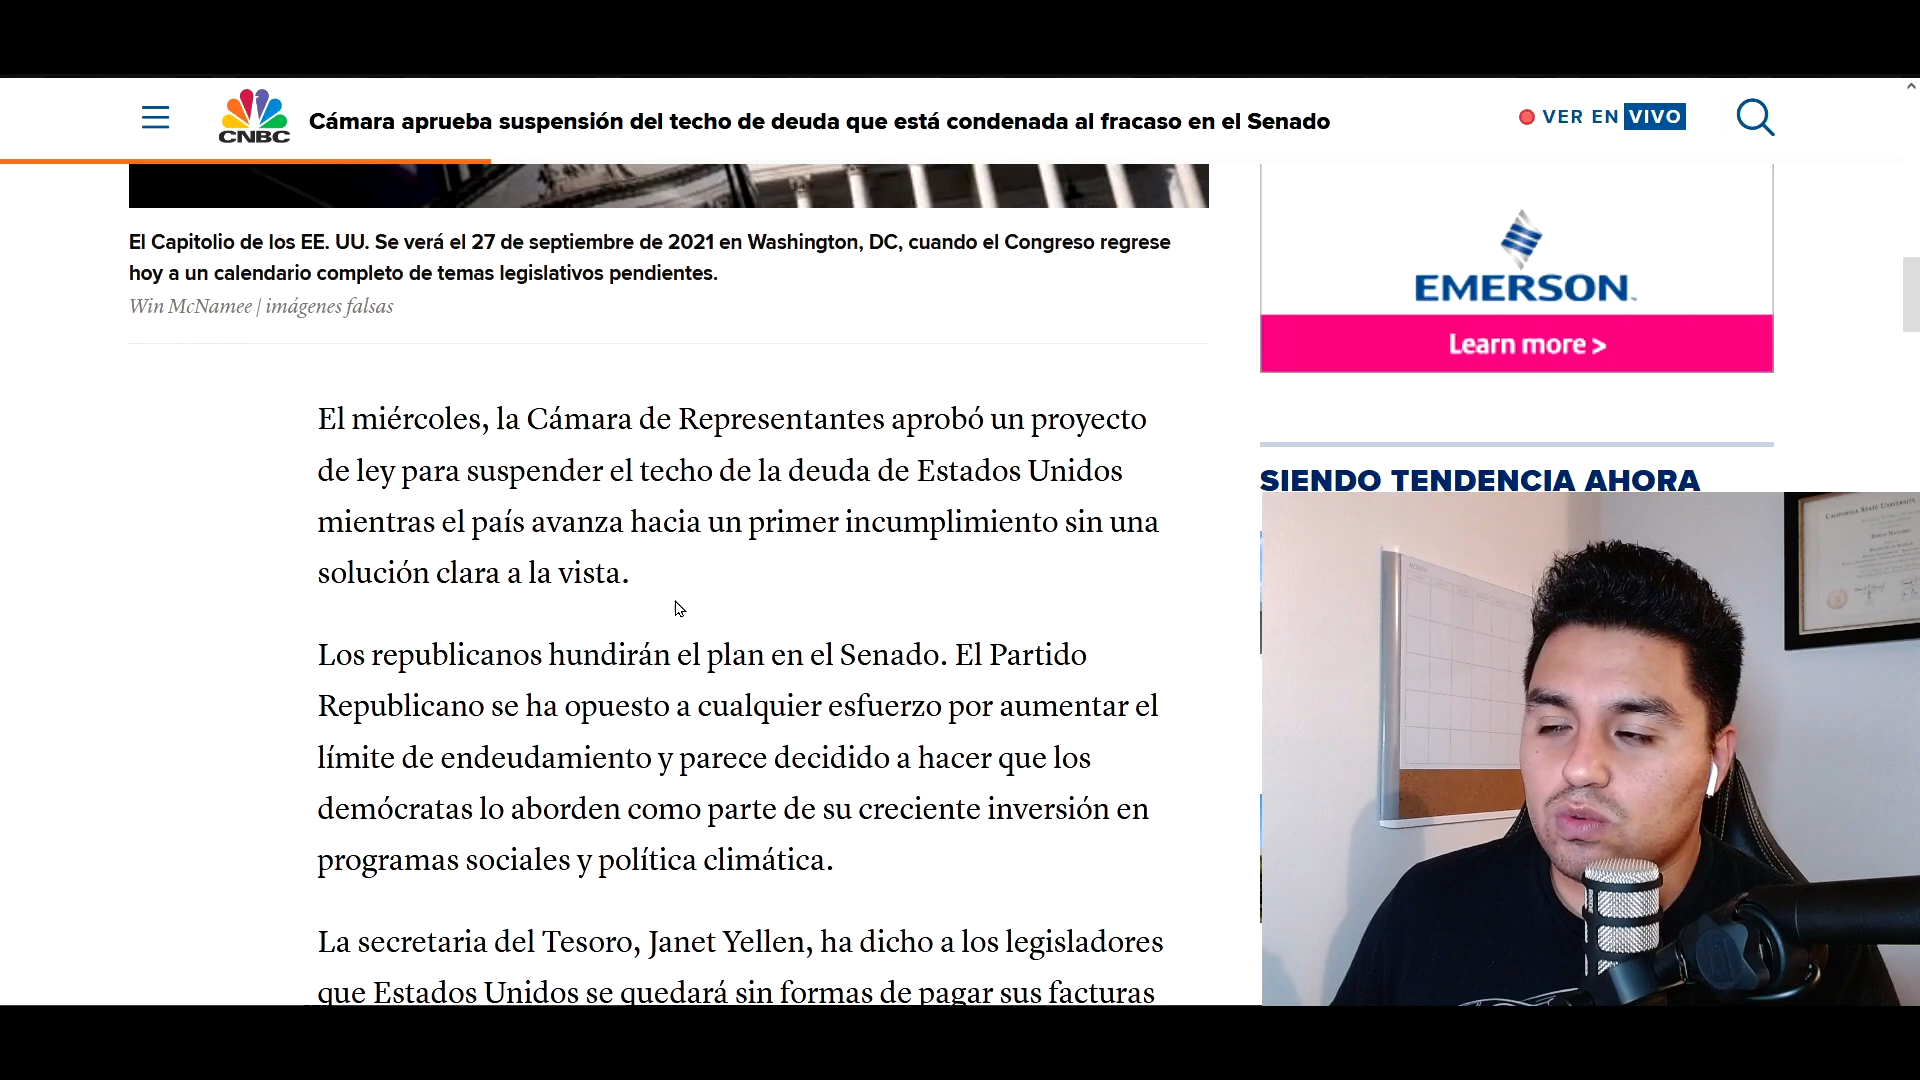 CNBC
Cámara aprueba suspensión del techo de deuda que está condenada al fracaso en el Senado
VER EN VIVO
El Capitolio de los EE. UU. Se verá el 27 de septiembre de 2021 en Washington, DC, cuando el Congreso regrese
hoy a un calendario completo de temas legislativos pendientes.
Win McNamee | imágenes falsas
EMERSON
Learn more >
SIENDO TENDENCIA AHORA
El miércoles, la Cámara de Representantes aprobó un proyecto
de ley para suspender el techo de la deuda de Estados Unidos
mientras el país avanza hacia un primer incumplimiento sin una
solución clara a la vista.
Los republicanos hundirán el plan en el Senado. El Partido
Republicano se ha opuesto a cualquier esfuerzo por aumentar el
límite de endeudamiento y parece decidido a hacer que los
demócratas lo aborden como parte de su creciente inversión en
programas sociales y política climática.
La secretaria del Tesoro, Janet Yellen, ha dicho a los legisladores
que Estados Unidos se quedará sin formas de pagar sus facturas
CALIFORNIA STATE UNIVERSITY
RODE